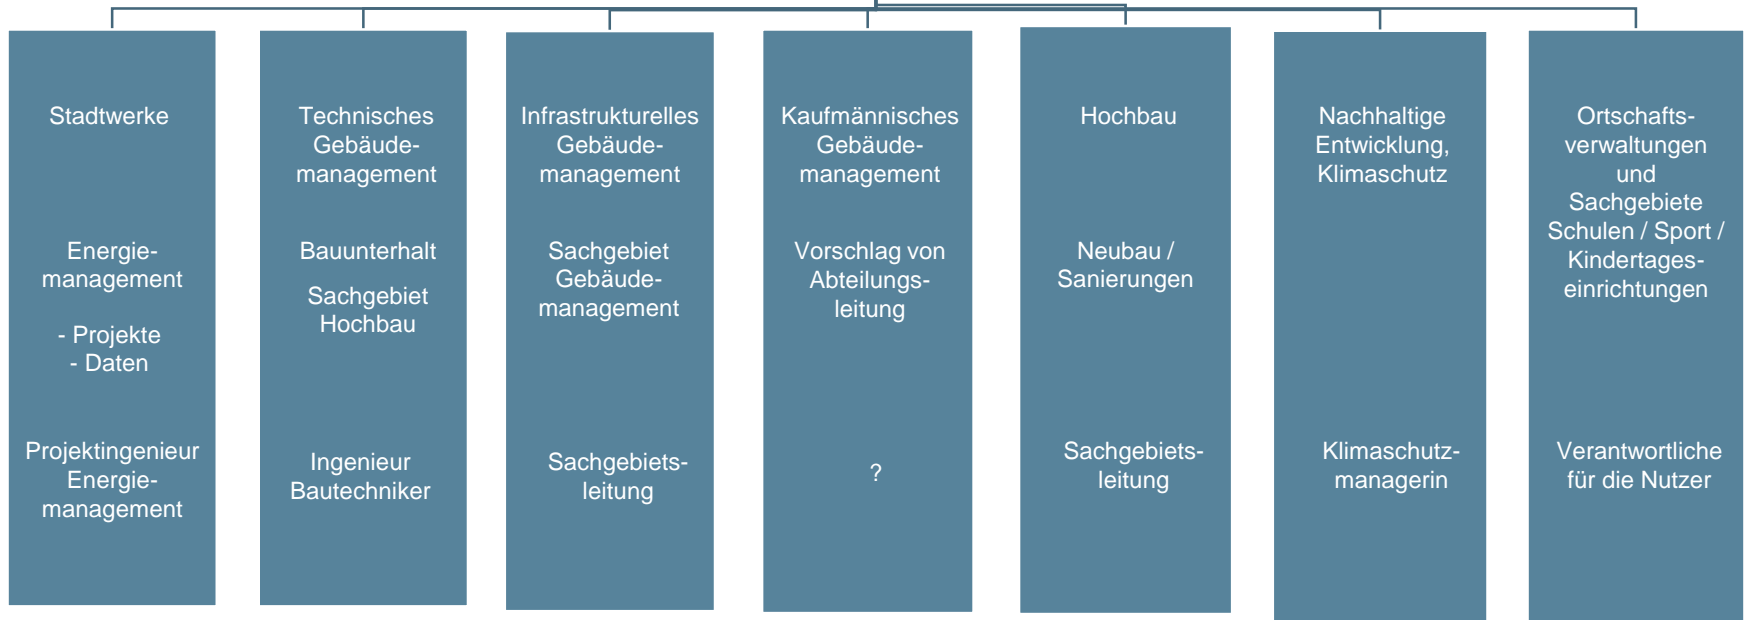 Stadtwerke
Energie-
management
- Projekte
- Daten
Projektingenieur
Energie-
management
Technisches
Gebäude-
management
Bauunterhalt
Sachgebiet
Hochbau
Ingenieur
Bautechniker
Infrastrukturelles
Gebäude-
management
Sachgebiet
Gebäude-
management
Sachgebiets-
leitung
Kaufmännisches
Gebäude-
management
Vorschlag von
Abteilungs-
leitung
?
Hochbau
Neubau /
Sanierungen
Sachgebiets-
leitung
Nachhaltige
Entwicklung,
Klimaschutz
Klimaschutz-
managerin
Ortschafts-
verwaltungen
und
Sachgebiete
Schulen / Sport /
Kindertages-
einrichtungen
Verantwortliche
für die Nutzer